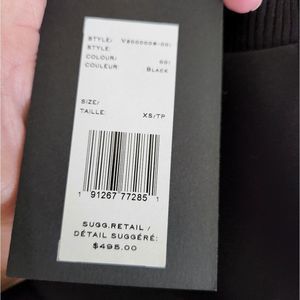 STYLE/
STYLE:
COLOUR/ 001
COULEUR: BLACK
SIZE/
TAILLE: XS/TP
1 91267 77285 1
SUGG.RETAIL /
DÉTAIL SUGGÉRÉ:
$495.00